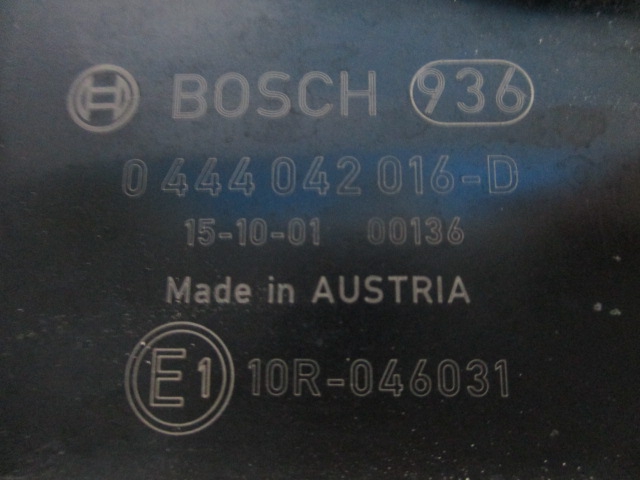 BOSCH 936
0 444 042 016-D
15-10-01 00136
Made in AUSTRIA
E1 10R-046031